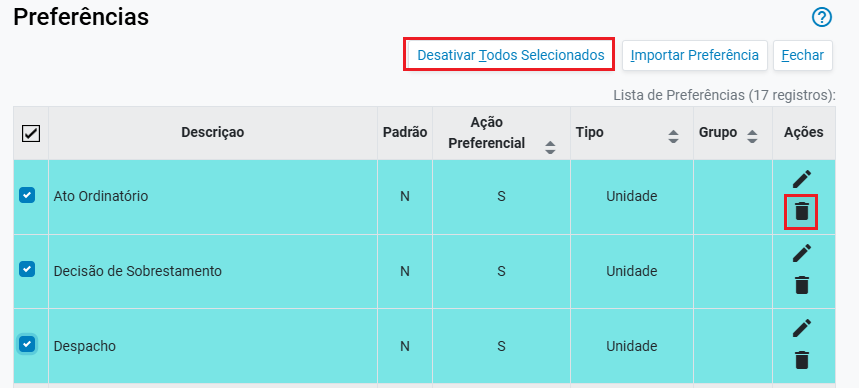 Preferências
Desativar Todos Selecionados Importar Preferência Fechar
Lista de Preferências (17 registros):
Descriçao Padrão Ação Preferencial Tipo Grupo Ações
Ato Ordinatório N S Unidade
Decisão de Sobrestamento N S Unidade
Despacho N S Unidade